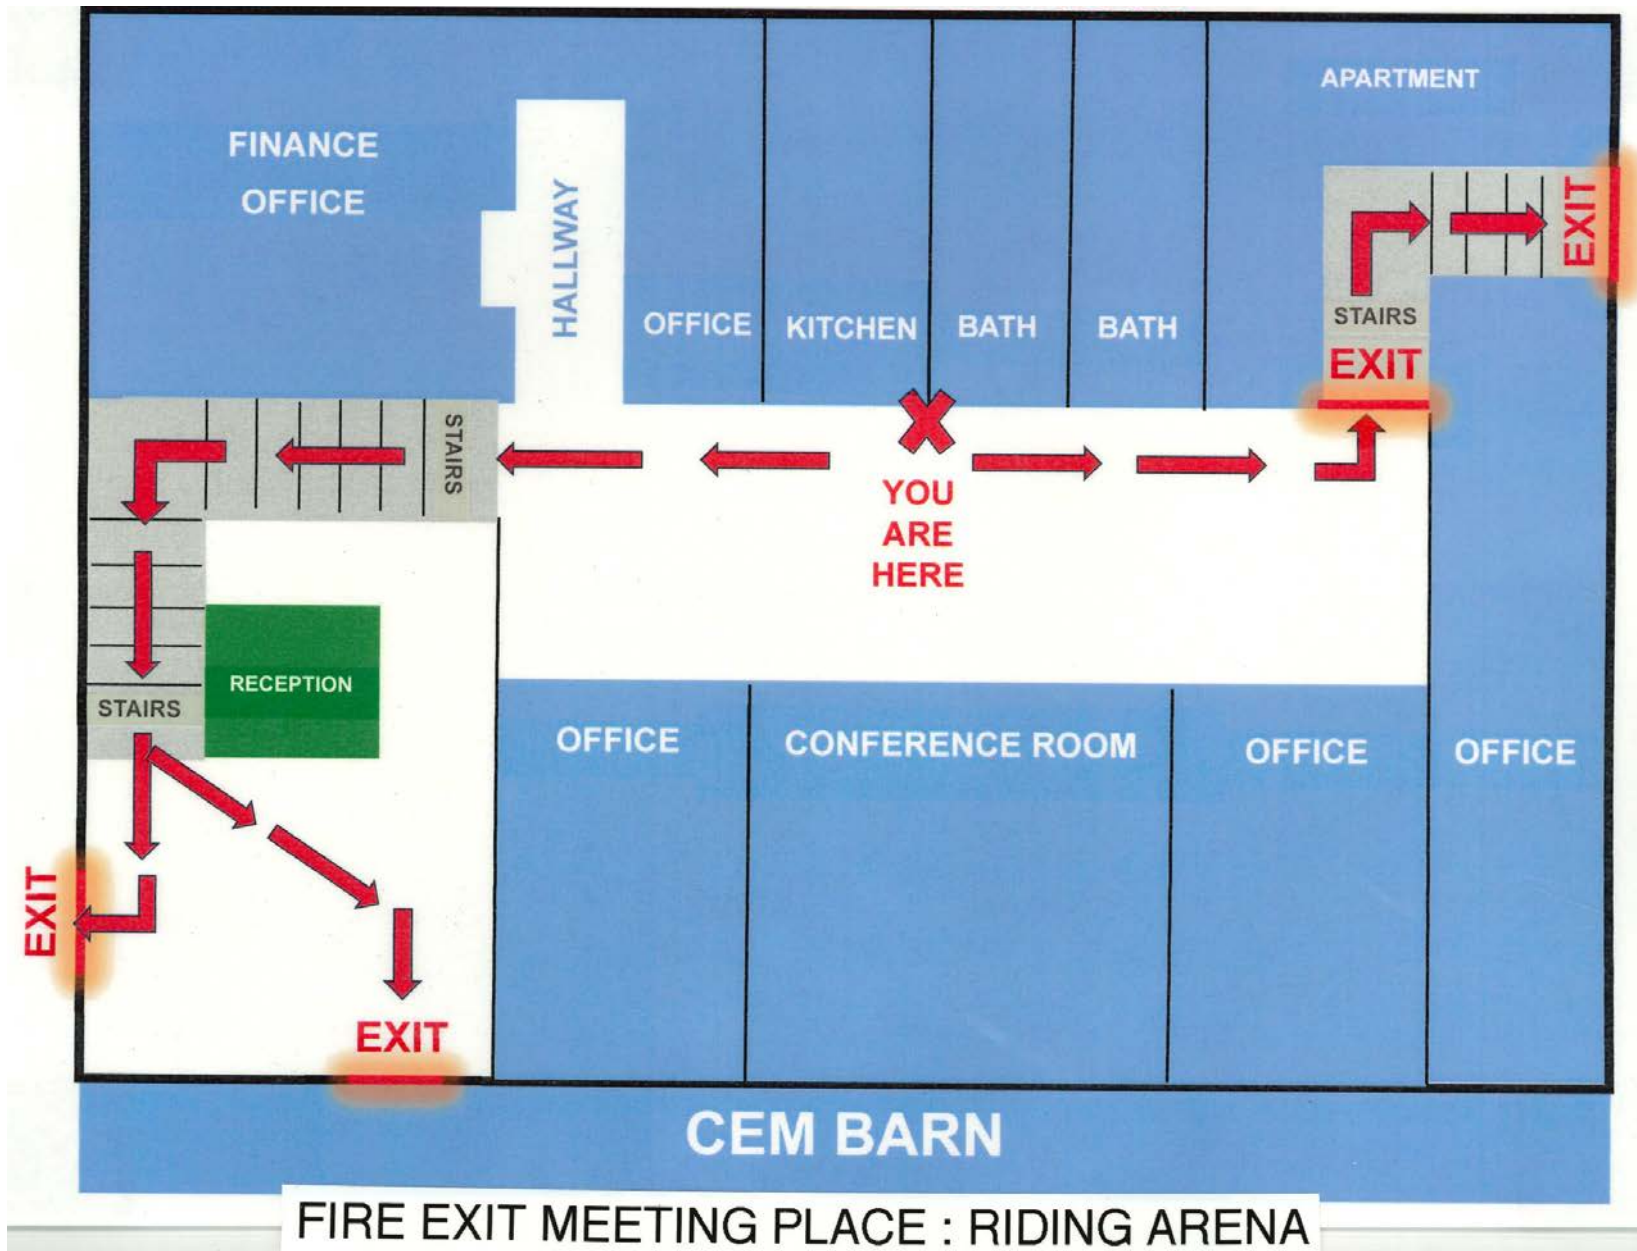 APARTMENT
FINANCE
OFFICE
HALLWAY
EXIT
OFFICE
KITCHEN
BATH
BATH
STAIRS
EXIT
STAIRS
YOU
ARE
HERE
RECEPTION
STAIRS
OFFICE
CONFERENCE ROOM
OFFICE
OFFICE
EXIT
EXIT
CEM BARN
FIRE EXIT MEETING PLACE : RIDING ARENA